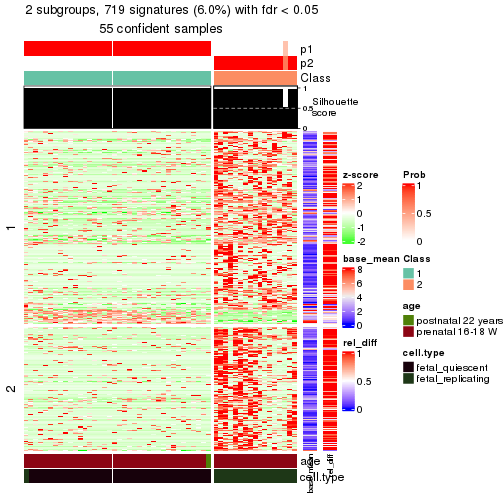 2 subgroups, 719 signatures (6.0%) with fdr < 0.05
55 confident samples
p1
p2
Class
1
0.5
0
Silhouette
score
1
2
z-score
2
1
0
-1
-2
Prob
1
0.5
0
base_mean
8
6
4
2
0
Class
1
2
age
postnatal 22 years
prenatal 16-18 W
rel_diff
1
0.5
0
cell.type
fetal_quiescent
fetal_replicating
age
cell.type
base_mean
rel_diff